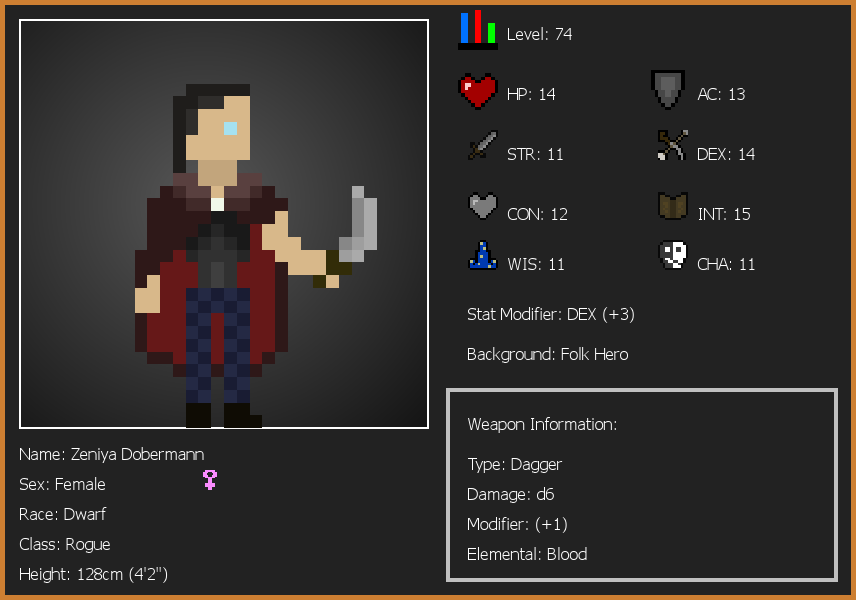 Level: 74
HP: 14
AC: 13
STR: 11
DEX: 14
CON: 12
INT: 15
WIS: 11
CHA: 11
Stat Modifier: DEX (+3)
Background: Folk Hero
Weapon Information:
Type: Dagger
Damage: d6
Modifier: (+1)
Elemental: Blood
Name: Zeniya Dobermann
Sex: Female
Race: Dwarf
Class: Rogue
Height: 128cm (4'2")